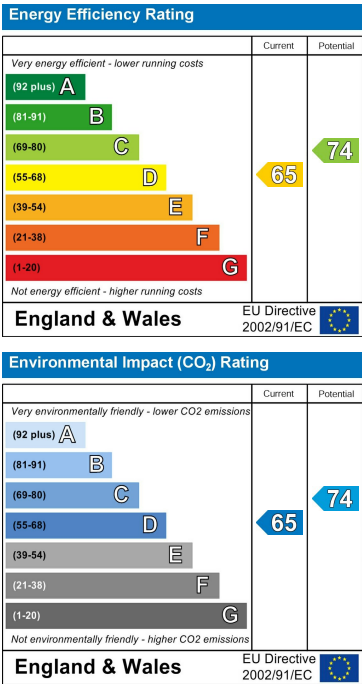 Energy Efficiency Rating
Current Potential
Very energy efficient - lower running costs
(92 plus) A
(81-91) B
(69-80) C
74
(55-68) D
65
(39-54) E
(21-38) F
(1-20) G
Not energy efficient - higher running costs
England & Wales
EU Directive
2002/91/EC
Environmental Impact (CO₂) Rating
Current Potential
Very environmentally friendly - lower CO2 emissions
(92 plus) A
(81-91) B
(69-80) C
74
(55-68) D
65
(39-54) E
(21-38) F
(1-20) G
Not environmentally friendly - higher CO2 emissions
England & Wales
EU Directive
2002/91/EC